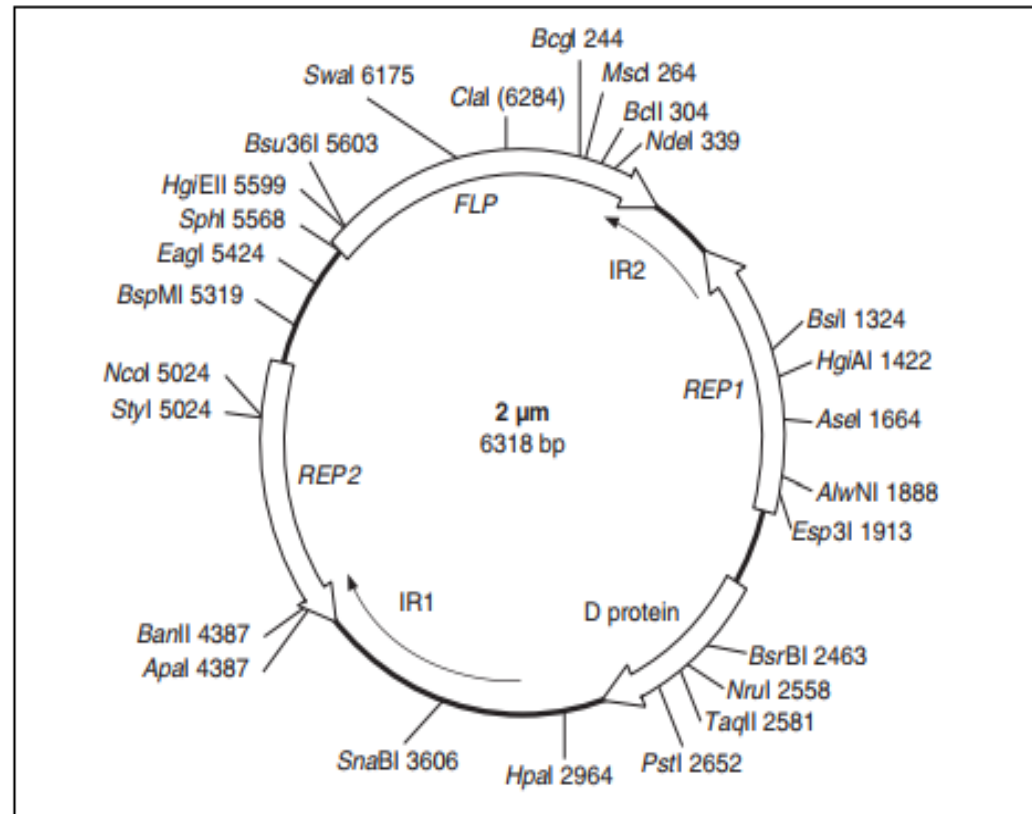 BcgI 244
SwaI 6175
MscI 264
ClaI (6284)
BclI 304
NdeI 339
Bsu36I 5603
HgiEII 5599
SphI 5568
EagI 5424
BspMI 5319
FLP
IR2
BsiI 1324
HgiAI 1422
NcoI 5024
StyI 5024
REP1
AseI 1664
2 µm
6318 bp
REP2
AlwNI 1888
Esp3I 1913
IR1
D protein
BanII 4387
ApaI 4387
BsrBI 2463
NruI 2558
TaqII 2581
PstI 2652
SnaBI 3606
HpaI 2964